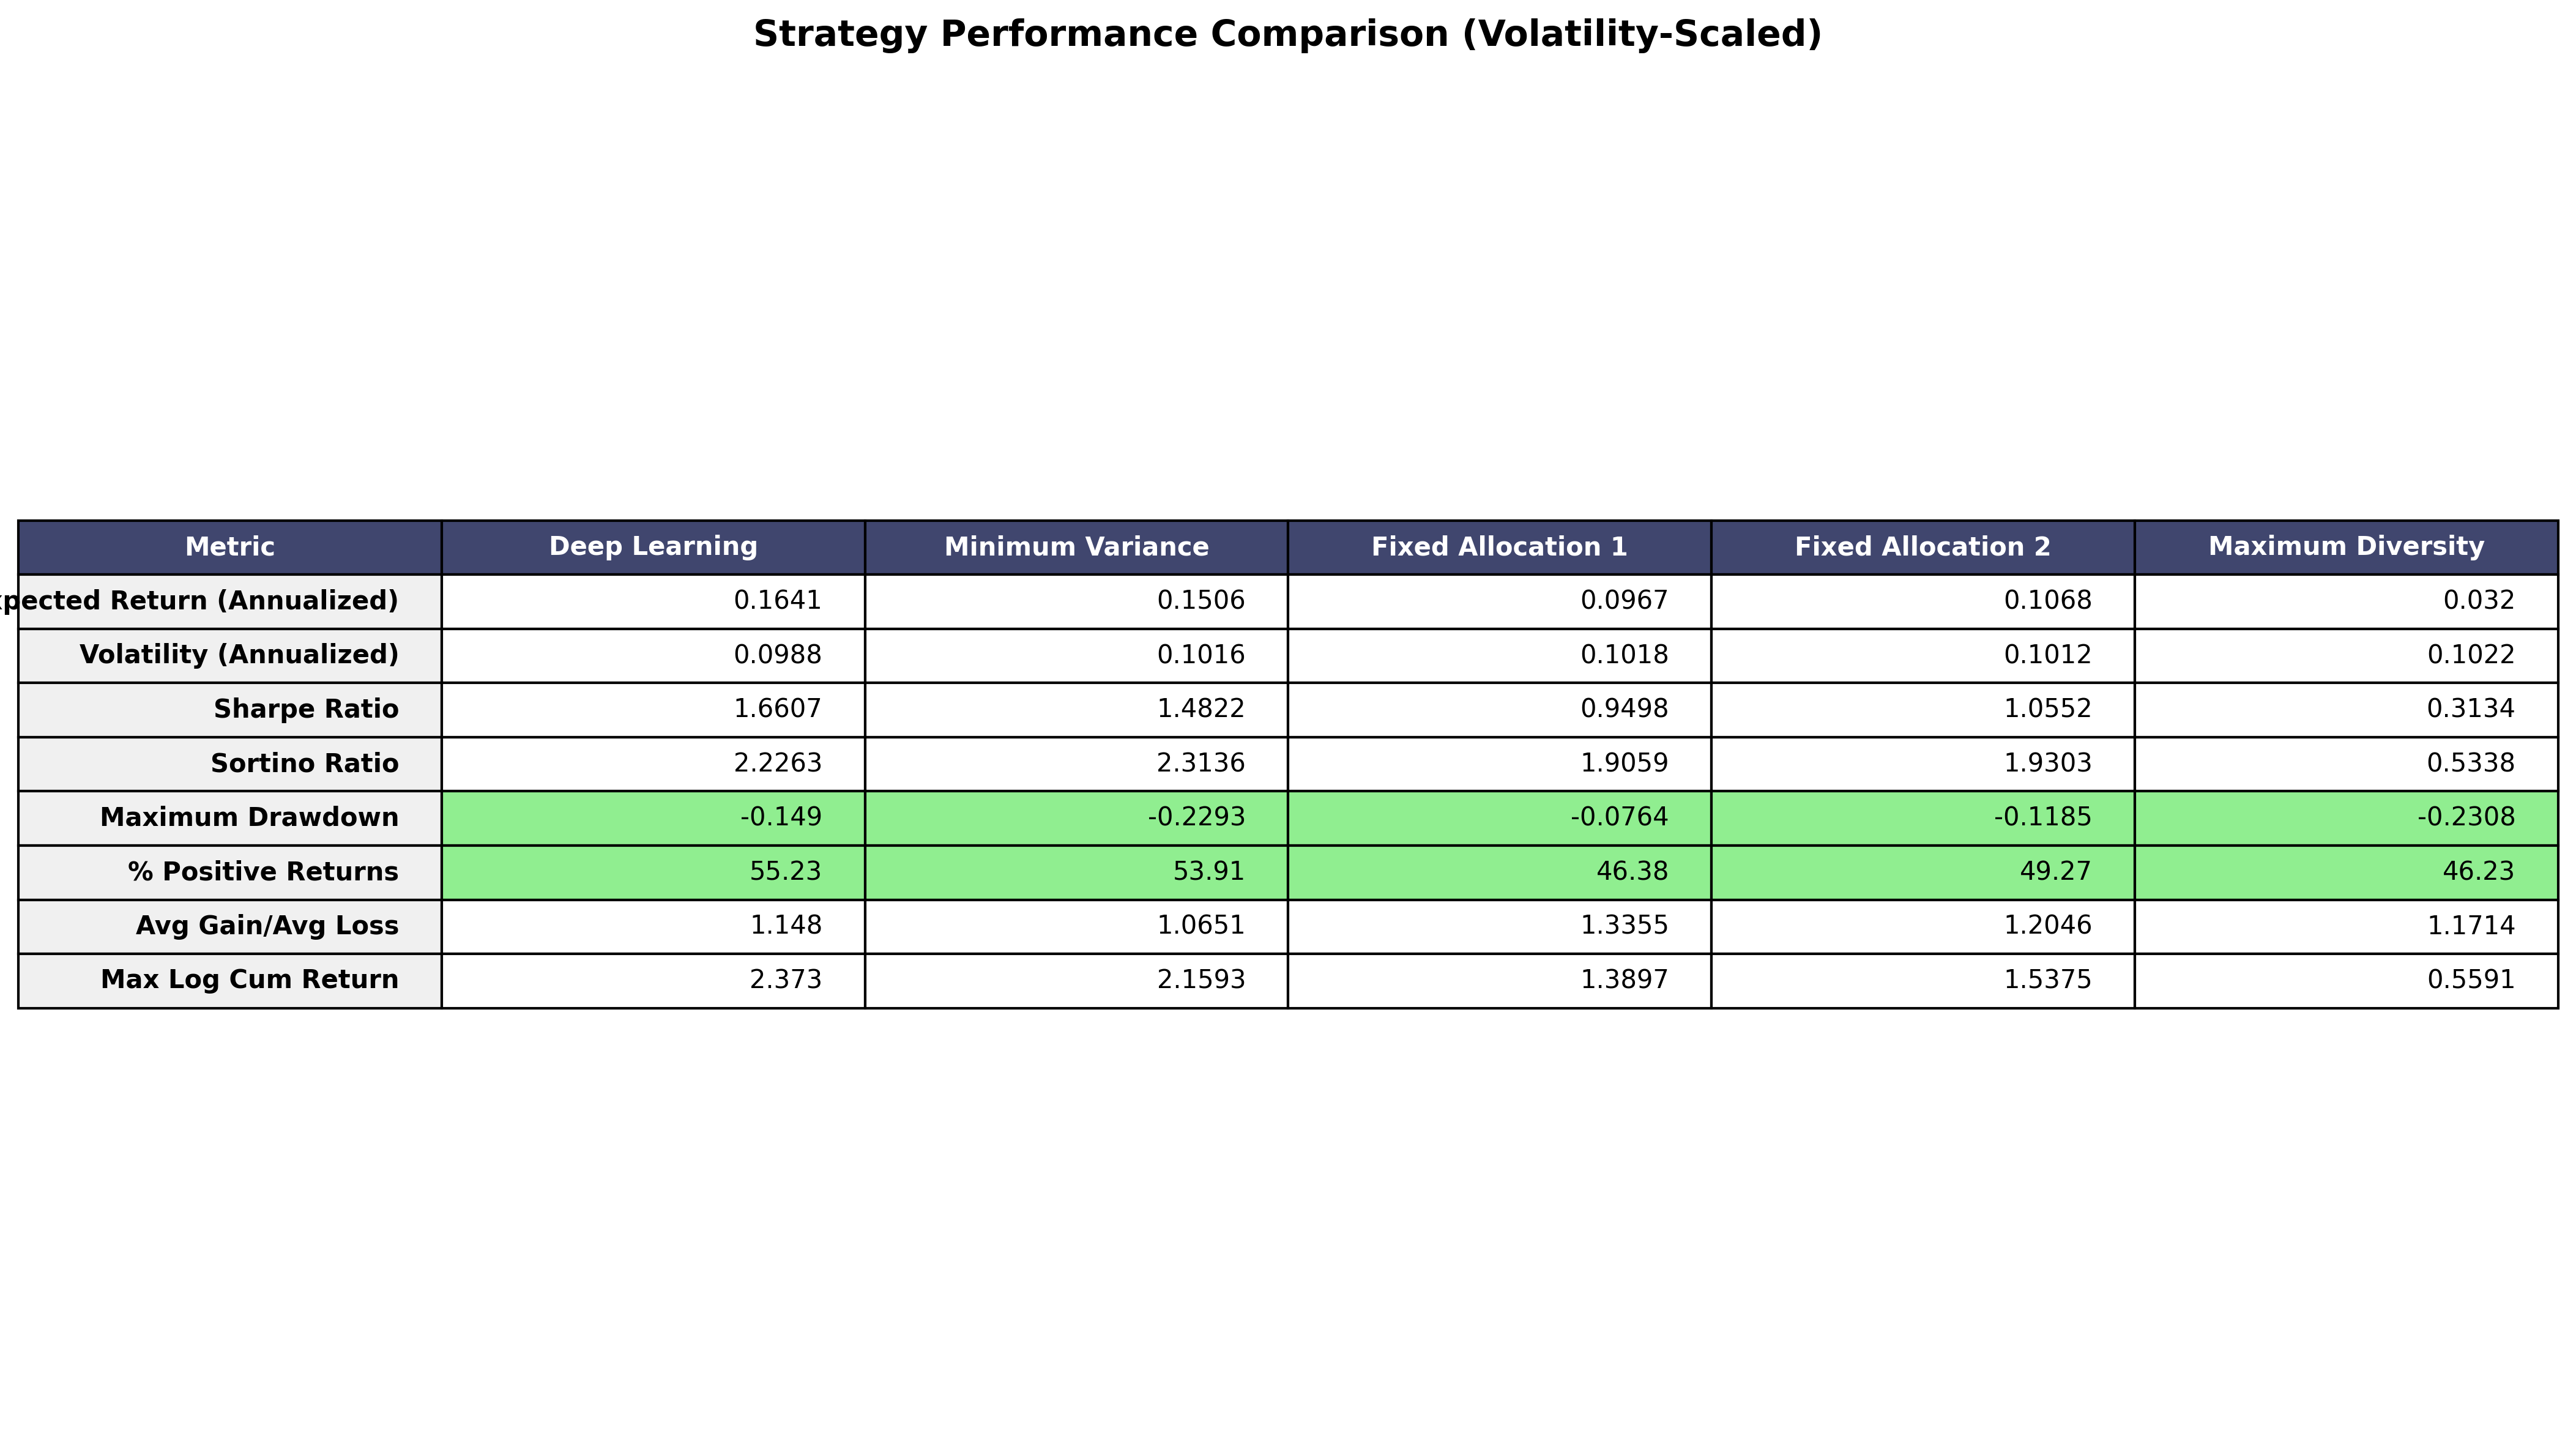 Strategy Performance Comparison (Volatility-Scaled)
Metric Deep Learning Minimum Variance Fixed Allocation 1 Fixed Allocation 2 Maximum Diversity
xpected Return (Annualized) 0.1641 0.1506 0.0967 0.1068 0.032
Volatility (Annualized) 0.0988 0.1016 0.1018 0.1012 0.1022
Sharpe Ratio 1.6607 1.4822 0.9498 1.0552 0.3134
Sortino Ratio 2.2263 2.3136 1.9059 1.9303 0.5338
Maximum Drawdown -0.149 -0.2293 -0.0764 -0.1185 -0.2308
% Positive Returns 55.23 53.91 46.38 49.27 46.23
Avg Gain/Avg Loss 1.148 1.0651 1.3355 1.2046 1.1714
Max Log Cum Return 2.373 2.1593 1.3897 1.5375 0.5591